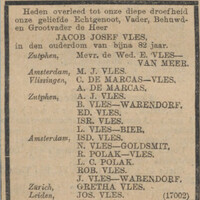 Heden overleed tot onze diepe droefheid
onze geliefde Echtgenoot, Vader, Behuwd-
en Grootvader de Heer
JACOB JOSEF VLES,
in den ouderdom van bijna 82 jaar.
Zutphen, Mevr. de Wed. E. VLES—
VAN MEER.
Amsterdam, M. J. VLES.
Vlissingen, C. DE MARCAS—VLES.
A. DE MARCAS.
Zutphen, A. J. VLES.
B. VLES—WARENDORF.
ED. VLES.
ISR. VLES.
L. VLES—BIER.
Amsterdam, ISD. VLES.
N. VLES—GOLDSMIT.
R. POLAK—VLES.
L. C. POLAK.
ROB. VLES.
J. VLES—WARENDORF.
Zürich, GRETHA VLES.
Leiden, JOS. VLES. (17002)